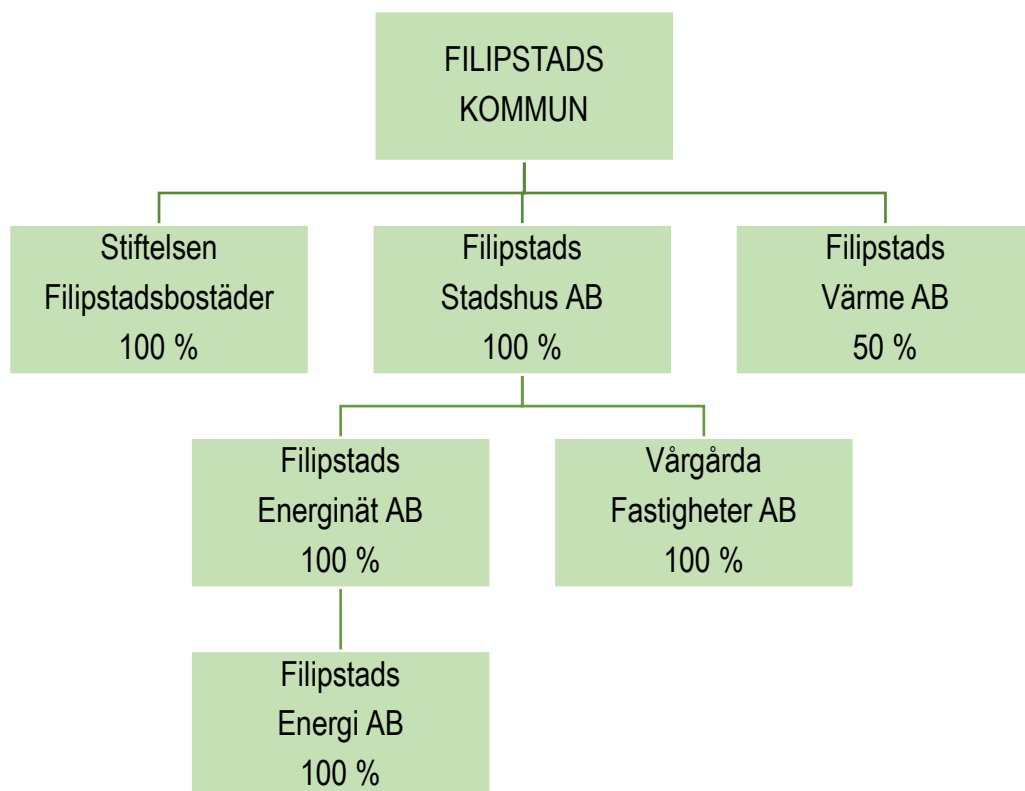 FILIPSTADS
KOMMUN
Stiftelsen
Filipstadsbostäder
100 %
Filipstads
Stadshus AB
100 %
Filipstads
Värme AB
50 %
Filipstads
Energinät AB
100 %
Vårgårda
Fastigheter AB
100 %
Filipstads
Energi AB
100 %